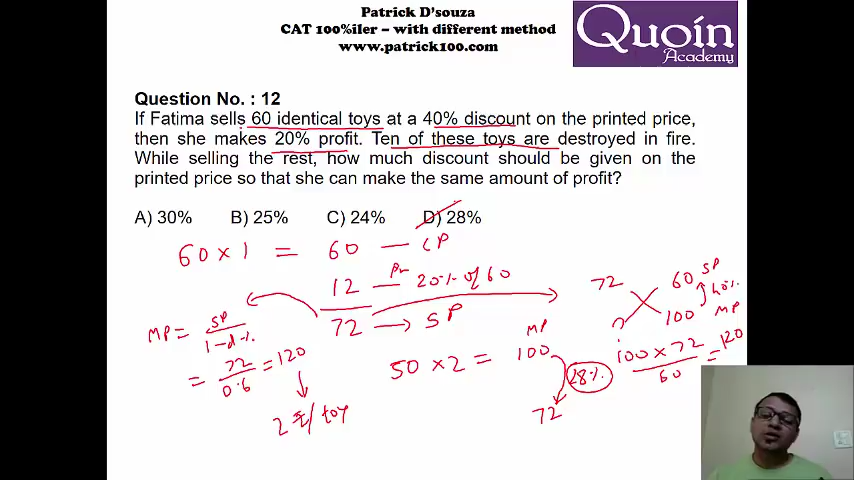 Patrick D'souza
CAT 100%iler – with different method
www.patrick100.com
Quoin
Academy
Question No. : 12
If Fatima sells 60 identical toys at a 40% discount on the printed price,
then she makes 20% profit. Ten of these toys are destroyed in fire.
While selling the rest, how much discount should be given on the
printed price so that she can make the same amount of profit?
A) 30% B) 25% C) 24% D) 28%
60 × 1 = 60 — CP
12 — Pr 20% of 60
72 → SP
MP = SP / 1-d%
= 72 / 0.6 = 120
2 ₹/toy
MP
50 × 2 = 100
28%
72
72 60 SP
40%
? 100 MP
100 × 72 / 60 = 120